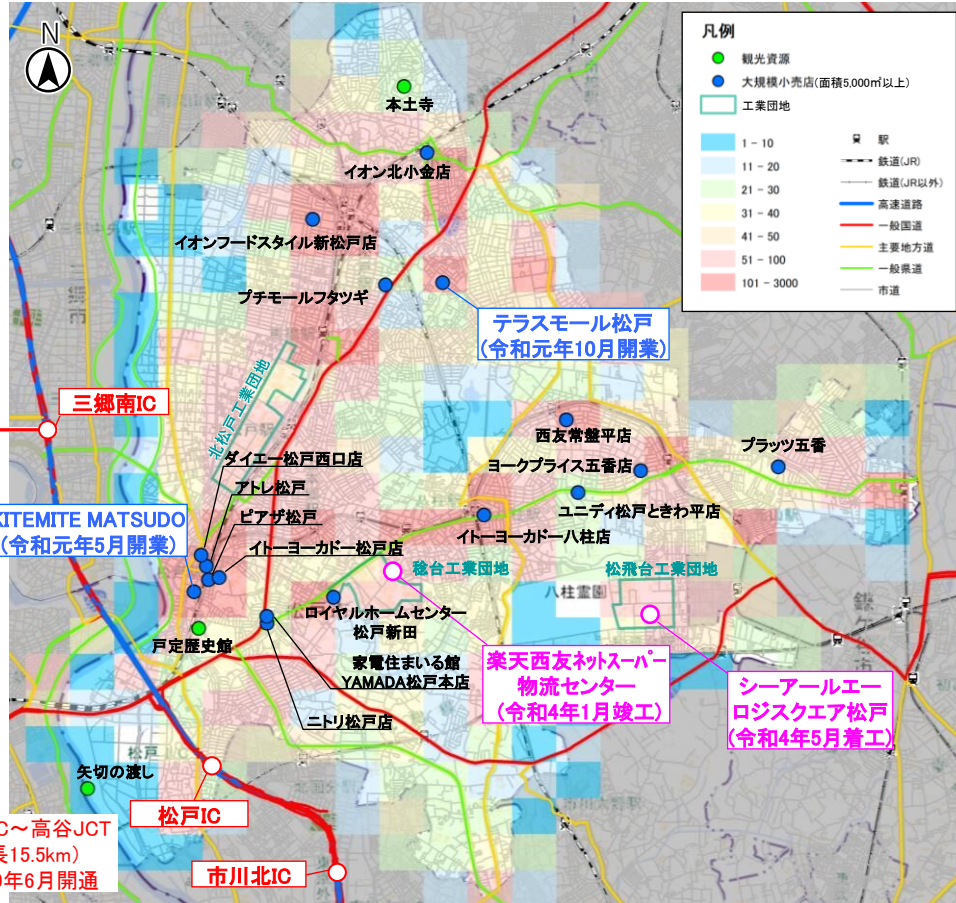 N
凡例
観光資源
大規模小売店(面積5,000㎡以上)
工業団地
1 - 10
11 - 20
21 - 30
31 - 40
41 - 50
51 - 100
101 - 3000
駅
鉄道(JR)
鉄道(JR以外)
高速道路
一般国道
主要地方道
一般県道
市道
本土寺
イオン北小金店
イオンフードスタイル新松戸店
プチモールフタツギ
テラスモール松戸
(令和元年10月開業)
三郷南IC
北松戸工業団地
ダイエー松戸西口店
アトレ松戸
ピアザ松戸
イトーヨーカドー松戸店
KITEMITE MATSUDO
(令和元年5月開業)
西友常盤平店
ヨークプライス五香店
プラッツ五香
ユニディ松戸ときわ平店
イトーヨーカドー八柱店
稔台工業団地
松飛台工業団地
八柱霊園
ロイヤルホームセンター
松戸新田
戸定歴史館
家電住まいる館
YAMADA松戸本店
ニトリ松戸店
楽天西友ネットスーパー
物流センター
(令和4年1月竣工)
シーアールエー
ロジスクエア松戸
(令和4年5月着工)
矢切の渡し
松戸IC
市川北IC
C～高谷JCT
長15.5km)
0年6月開通